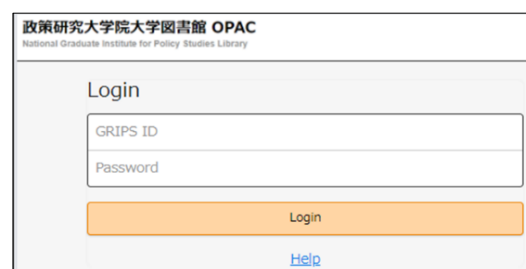 政策研究大学院大学図書館 OPAC
National Graduate Institute for Policy Studies Library
Login
GRIPS ID
Password
Login
Help